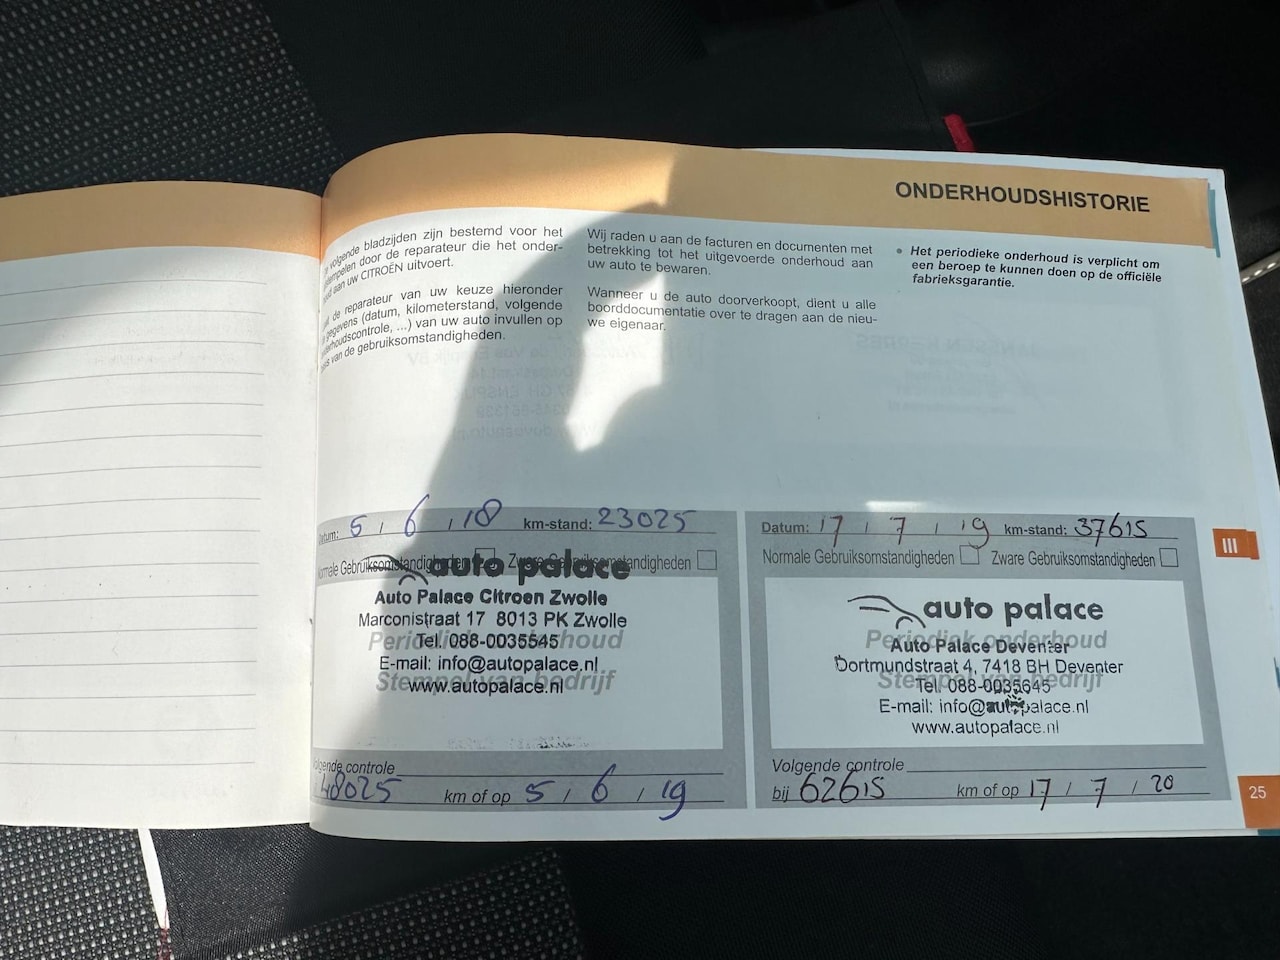 ONDERHOUDSHISTORIE
volgende bladzijden zijn bestemd voor het
stempelen door de reparateur die het onder-
aan uw CITROËN uitvoert.
de reparateur van uw keuze hieronder
gegevens (datum, kilometerstand, volgende
onderhoudscontrole, ...) van uw auto invullen op
basis van de gebruiksomstandigheden.
Wij raden u aan de facturen en documenten met
betrekking tot het uitgevoerde onderhoud aan
uw auto te bewaren.
Wanneer u de auto doorverkoopt, dient u alle
boorddocumentatie over te dragen aan de nieu-
we eigenaar.
• Het periodieke onderhoud is verplicht om
een beroep te kunnen doen op de officiële
fabrieksgarantie.
Datum: 5 / 6 / 18 km-stand: 23025
Normale Gebruiksomstandigheden Zware Gebruiksomstandigheden
auto palace
Auto Palace Citroen Zwolle
Marconistraat 17 8013 PK Zwolle
Periodiek onderhoud
Tel. 088-0035545
E-mail: info@autopalace.nl
Stempel van bedrijf
www.autopalace.nl
Volgende controle
48025 km of op 5 / 6 / 19
Datum: 17 / 7 / 19 km-stand: 37615
Normale Gebruiksomstandigheden Zware Gebruiksomstandigheden
auto palace
Periodiek onderhoud
Auto Palace Deventer
Dortmundstraat 4, 7418 BH Deventer
Stempel van bedrijf
Tel. 088-0035645
E-mail: info@autopalace.nl
www.autopalace.nl
Volgende controle
bij 62615 km of op 17 / 7 / 20
III
25